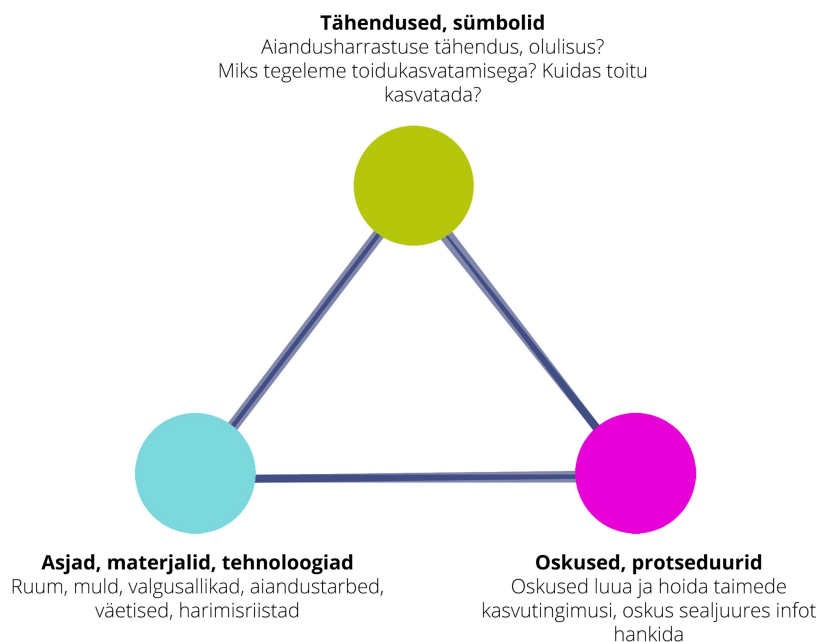 Tähendused, sümbolid
Aiandusharrastuse tähendus, olulisus?
Miks tegeleme toidukasvatamisega? Kuidas toitu
kasvatada?
Asjad, materjalid, tehnoloogiad
Ruum, muld, valgusallikad, aiandustarbed,
väetised, harimisriistad
Oskused, protseduurid
Oskused luua ja hoida taimede
kasvutingimusi, oskus sealjuures infot
hankida